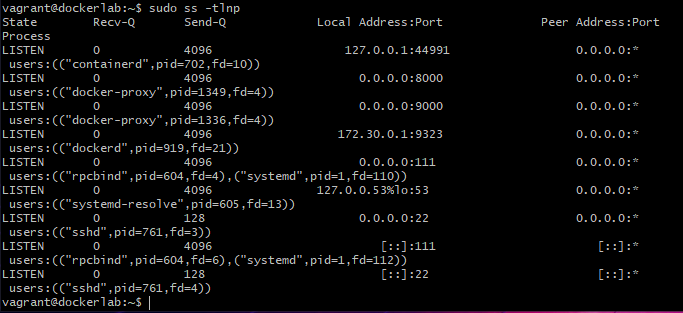 vagrant@dockerlab:~$ sudo ss -tlnp
State Recv-Q Send-Q Local Address:Port Peer Address:Port
Process
LISTEN 0 4096 127.0.0.1:44991 0.0.0.0:*
users:(("containerd",pid=702,fd=10))
LISTEN 0 4096 0.0.0.0:8000 0.0.0.0:*
users:(("docker-proxy",pid=1349,fd=4))
LISTEN 0 4096 0.0.0.0:9000 0.0.0.0:*
users:(("docker-proxy",pid=1336,fd=4))
LISTEN 0 4096 172.30.0.1:9323 0.0.0.0:*
users:(("dockerd",pid=919,fd=21))
LISTEN 0 4096 0.0.0.0:111 0.0.0.0:*
users:(("rpcbind",pid=604,fd=4),("systemd",pid=1,fd=110))
LISTEN 0 4096 127.0.0.53%lo:53 0.0.0.0:*
users:(("systemd-resolve",pid=605,fd=13))
LISTEN 0 128 0.0.0.0:22 0.0.0.0:*
users:(("sshd",pid=761,fd=3))
LISTEN 0 4096 [::]:111 [::]:*
users:(("rpcbind",pid=604,fd=6),("systemd",pid=1,fd=112))
LISTEN 0 128 [::]:22 [::]:*
users:(("sshd",pid=761,fd=4))
vagrant@dockerlab:~$